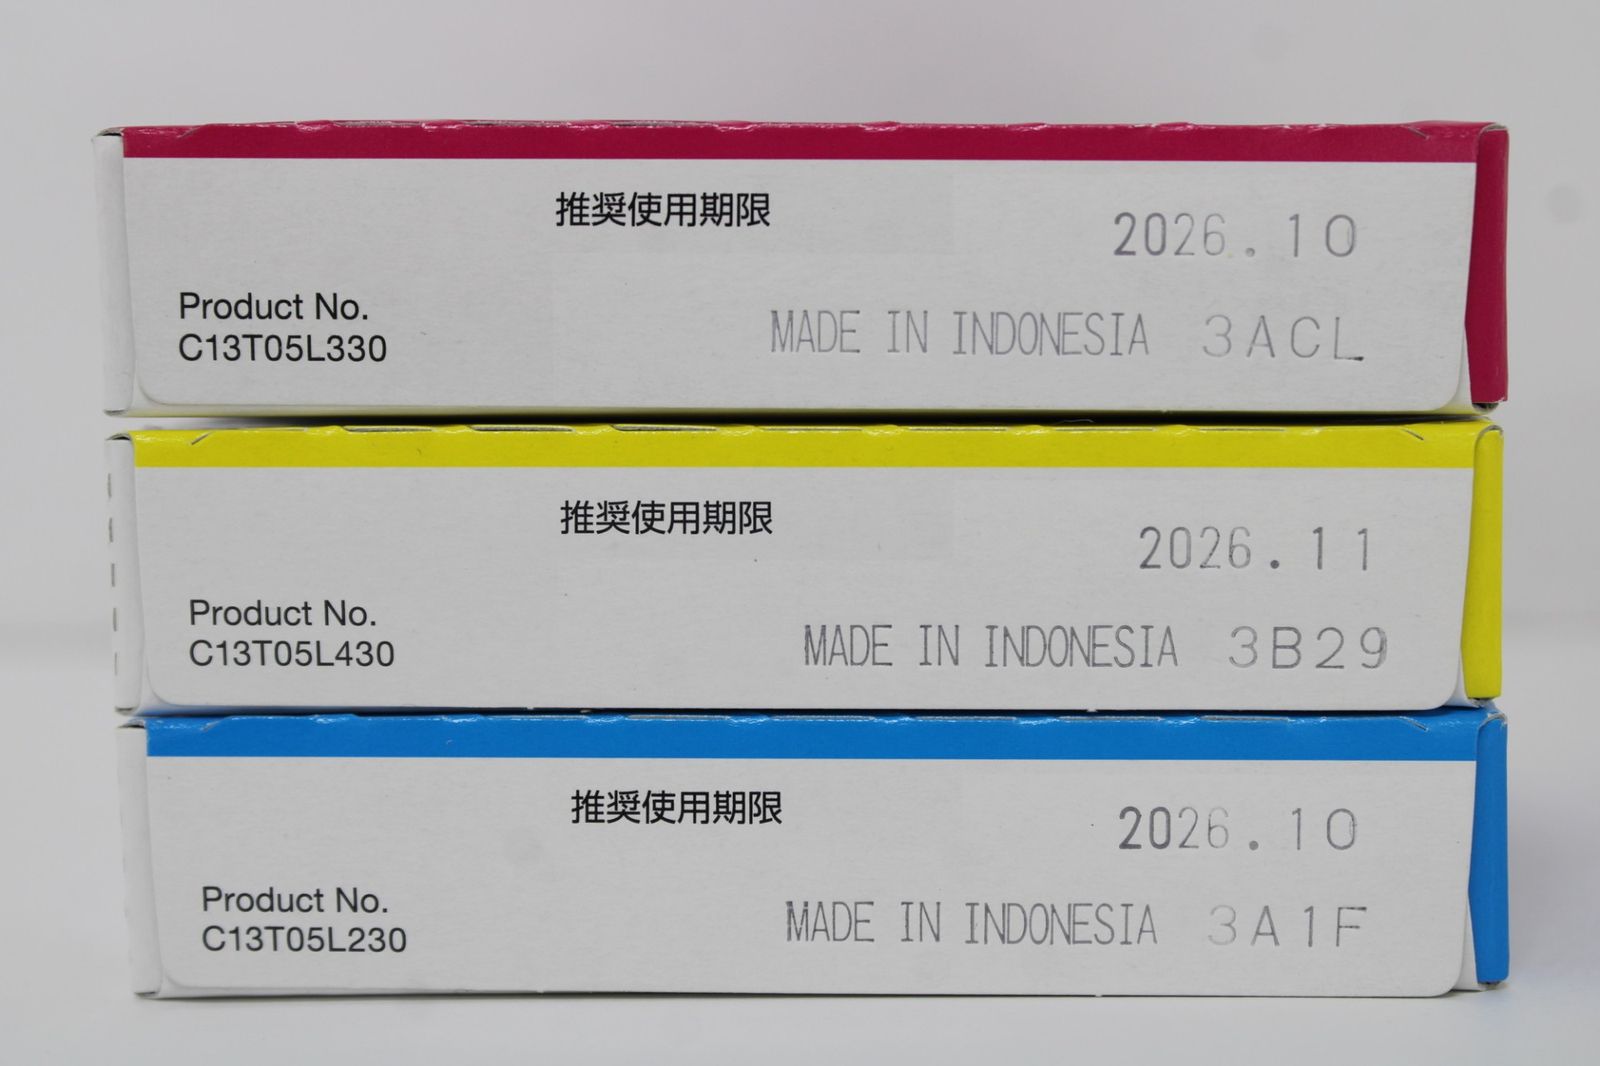 推奨使用期限
2026.10
Product No.
C13T05L330
MADE IN INDONESIA 3ACL
推奨使用期限
2026.11
Product No.
C13T05L430
MADE IN INDONESIA 3B29
推奨使用期限
2026.10
Product No.
C13T05L230
MADE IN INDONESIA 3A1F